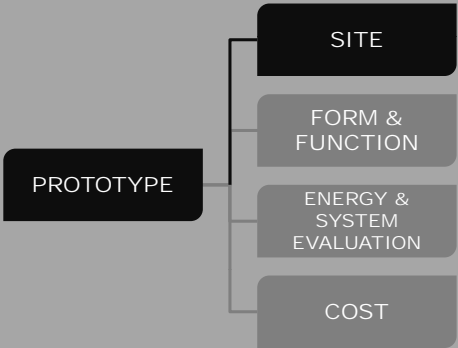 SITE
FORM &
FUNCTION
PROTOTYPE
ENERGY &
SYSTEM
EVALUATION
COST